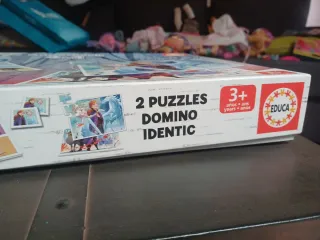 2 PUZZLES
DOMINO
IDENTIC
3+
EDUCA